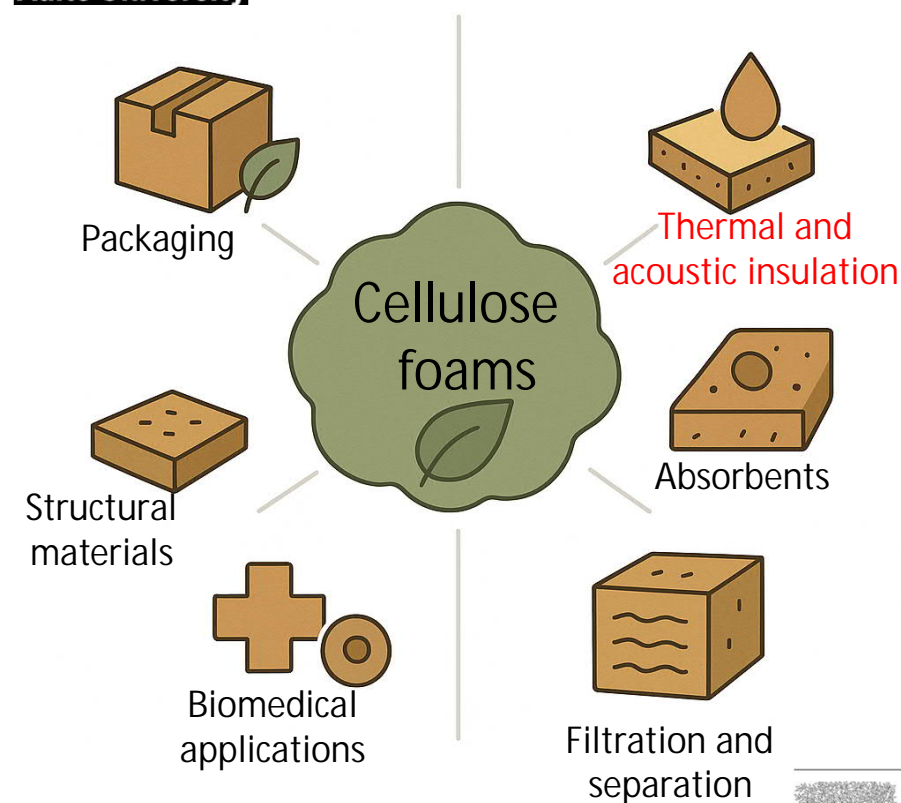 Packaging
Thermal and
acoustic insulation
Cellulose
foams
Absorbents
Structural
materials
Biomedical
applications
Filtration and
separation